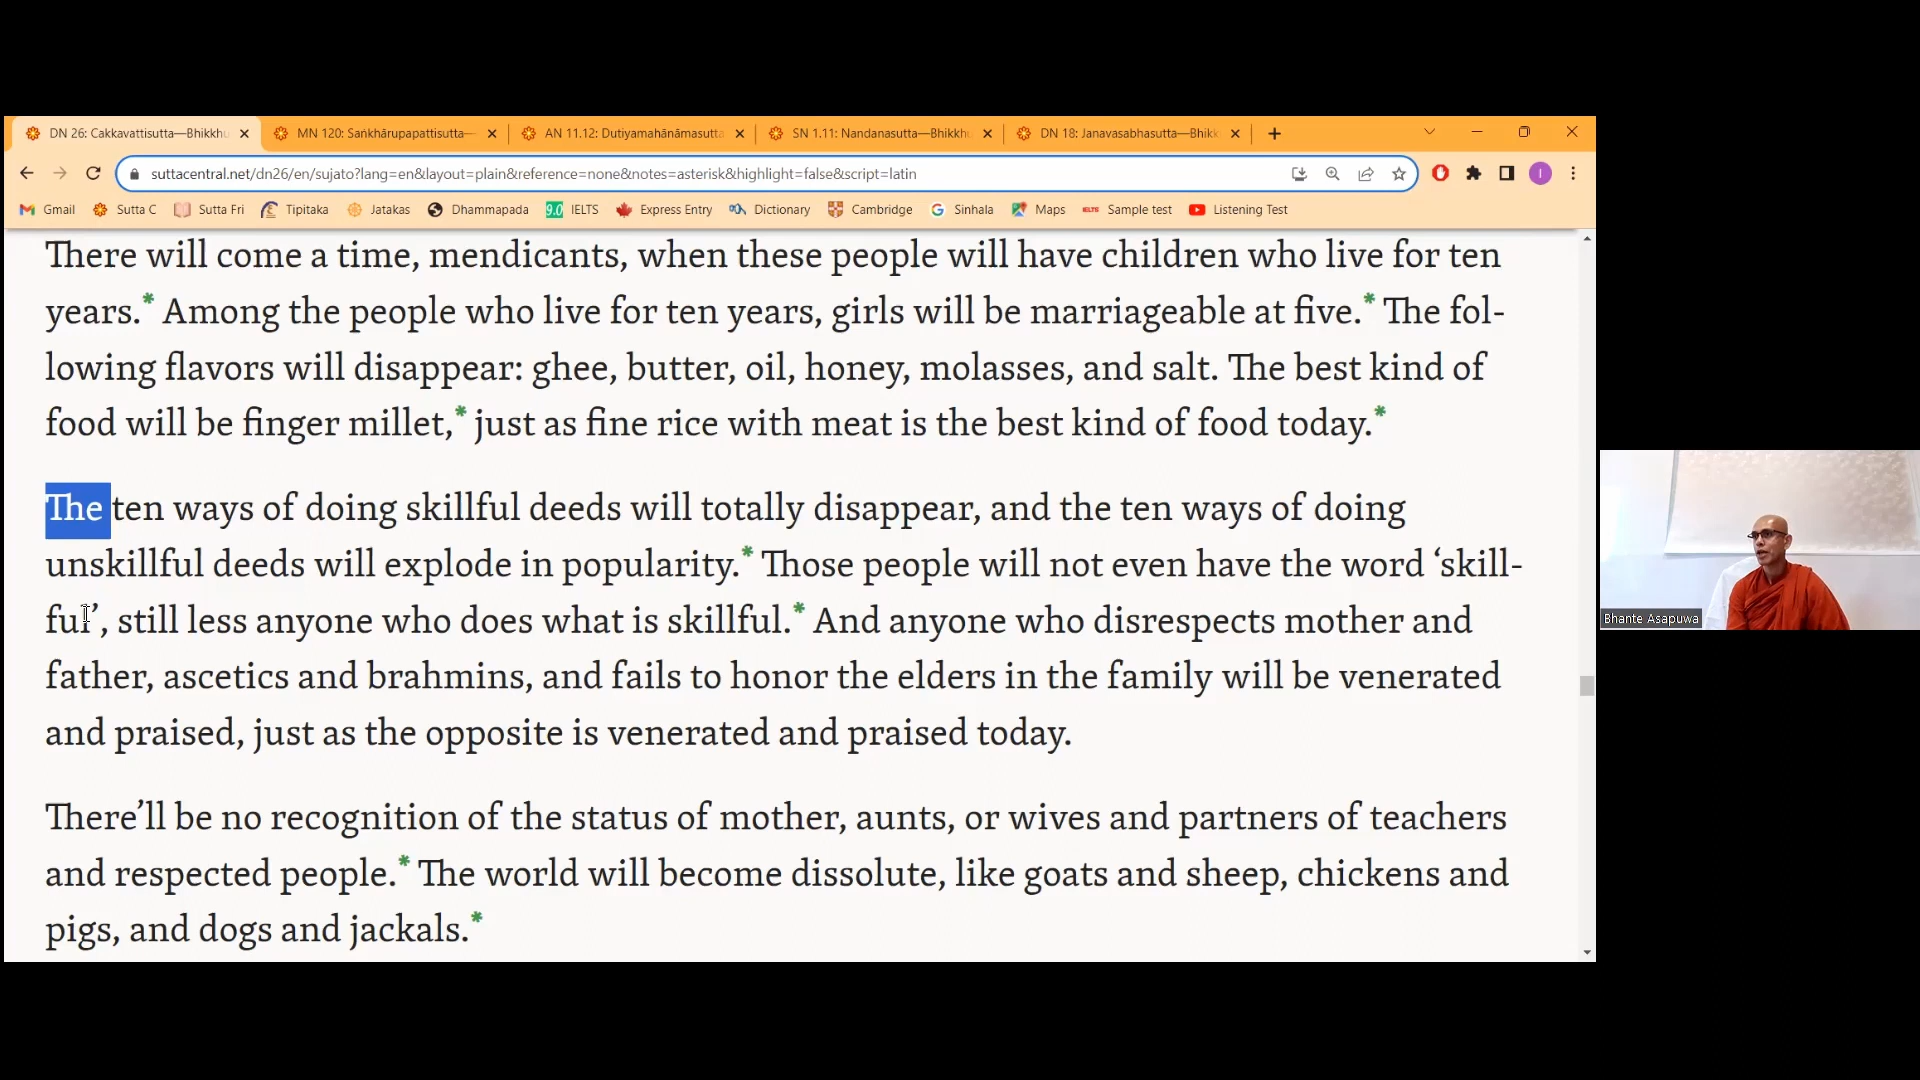 DN 26: Cakkavattisutta—Bhikkhu
MN 120: Saṅkhārupapattisutta—
AN 11.12: Dutiyamahānāmasutta
SN 1.11: Nandanasutta—Bhikkhu
DN 18: Janavasabhasutta—Bhikk
suttacentral.net/dn26/en/sujato?lang=en&layout=plain&reference=none&notes=asterisk&highlight=false&script=latin
I
Gmail Sutta C Sutta Fri Tipitaka Jatakas Dhammapada 9.0 IELTS Express Entry Dictionary Cambridge Sinhala Maps IELTS Sample test Listening Test
There will come a time, mendicants, when these people will have children who live for ten
years.* Among the people who live for ten years, girls will be marriageable at five.* The fol-
lowing flavors will disappear: ghee, butter, oil, honey, molasses, and salt. The best kind of
food will be finger millet,* just as fine rice with meat is the best kind of food today.*
The ten ways of doing skillful deeds will totally disappear, and the ten ways of doing
unskillful deeds will explode in popularity.* Those people will not even have the word ‘skill-
ful’, still less anyone who does what is skillful.* And anyone who disrespects mother and
father, ascetics and brahmins, and fails to honor the elders in the family will be venerated
and praised, just as the opposite is venerated and praised today.
There’ll be no recognition of the status of mother, aunts, or wives and partners of teachers
and respected people.* The world will become dissolute, like goats and sheep, chickens and
pigs, and dogs and jackals.*
Bhante Asapuwa